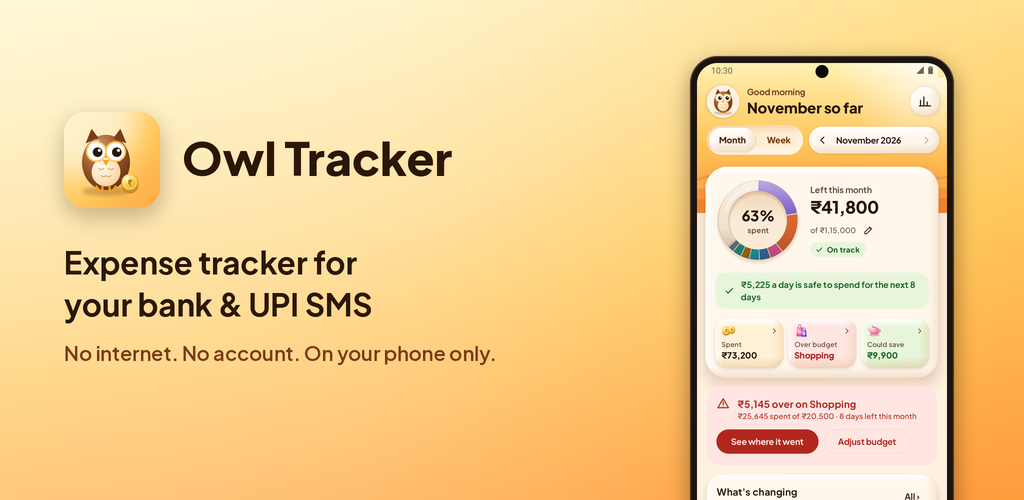 Owl Tracker
Expense tracker for
your bank & UPI SMS
No internet. No account. On your phone only.
10:30
Good morning
November so far
Month
Week
November 2026
63%
spent
Left this month
₹41,800
of ₹1,15,000
On track
₹5,225 a day is safe to spend for the next 8
days
Spent
₹73,200
Over budget
Shopping
Could save
₹9,900
₹5,145 over on Shopping
₹25,645 spent of ₹20,500 · 8 days left this month
See where it went
Adjust budget
What's changing
All ›